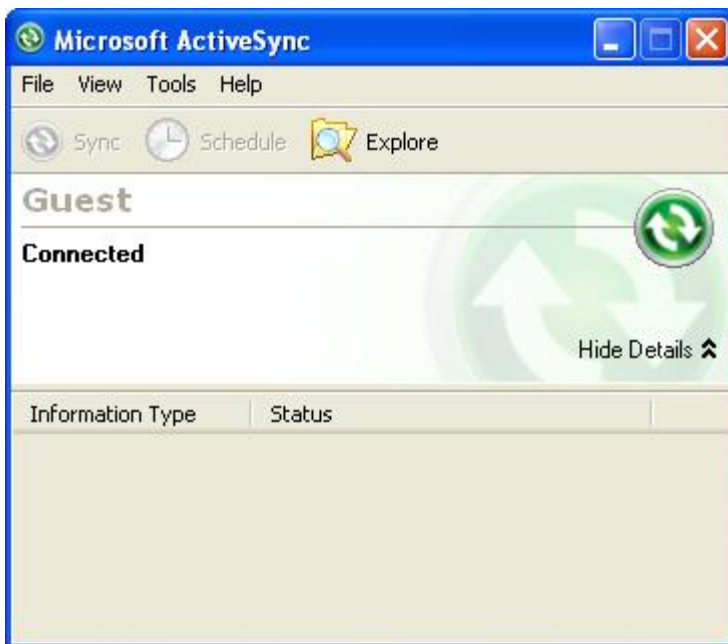 Microsoft ActiveSync
File View Tools Help
Sync Schedule Explore
Guest
Connected
Hide Details
Information Type Status